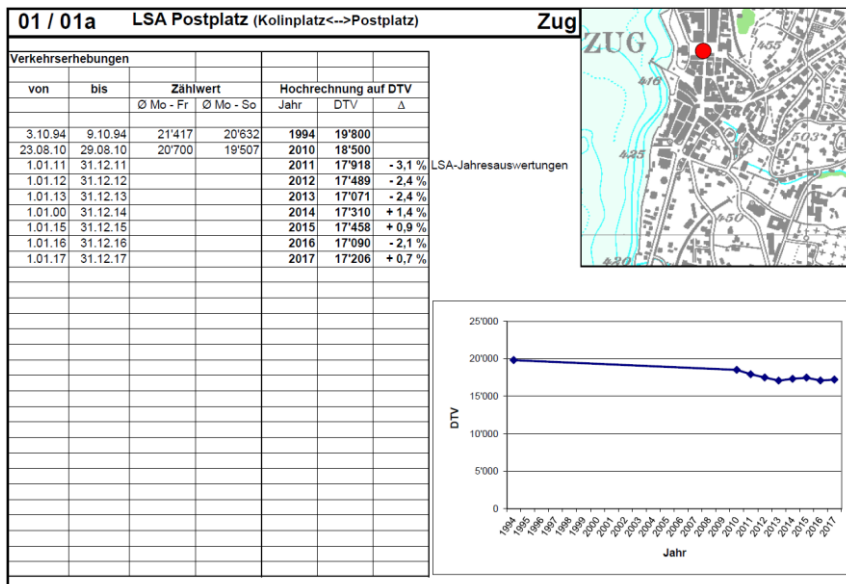 01 / 01a LSA Postplatz (Kolinplatz<-->Postplatz) Zug
Verkehrserhebungen
von bis Zählwert Hochrechnung auf DTV
Ø Mo - Fr Ø Mo - So Jahr DTV Δ
3.10.94 9.10.94 21'417 20'632 1994 19'800
23.08.10 29.08.10 20'700 19'507 2010 18'500
1.01.11 31.12.11 2011 17'918 - 3,1 % LSA-Jahresauswertungen
1.01.12 31.12.12 2012 17'489 - 2,4 %
1.01.13 31.12.13 2013 17'071 - 2,4 %
1.01.00 31.12.14 2014 17'310 + 1,4 %
1.01.15 31.12.15 2015 17'458 + 0,9 %
1.01.16 31.12.16 2016 17'090 - 2,1 %
1.01.17 31.12.17 2017 17'206 + 0,7 %
ZUG
455
416
503
425
450
420
25'000
20'000
15'000
10'000
5'000
0
DTV
1994 1995 1996 1997 1998 1999 2000 2001 2002 2003 2004 2005 2006 2007 2008 2009 2010 2011 2012 2013 2014 2015 2016 2017
Jahr